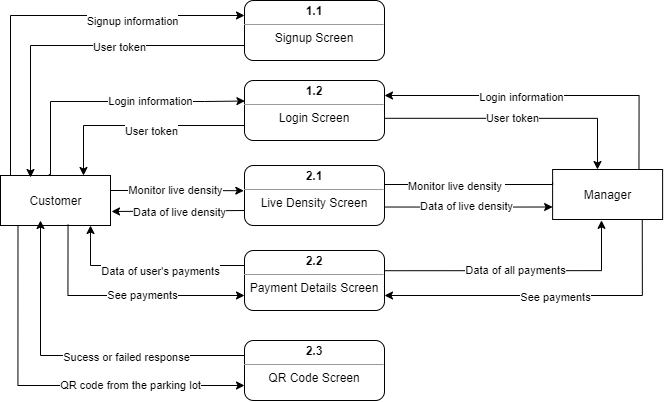 1.1
Signup information
Signup Screen
User token
1.2
Login information
Login information
Login Screen
User token
User token
2.1
Monitor live density
Monitor live density
Customer
Live Density Screen
Manager
Data of live density
Data of live density
2.2
Data of user's payments
Data of all payments
Payment Details Screen
See payments
See payments
2.3
Sucess or failed response
QR Code Screen
QR code from the parking lot